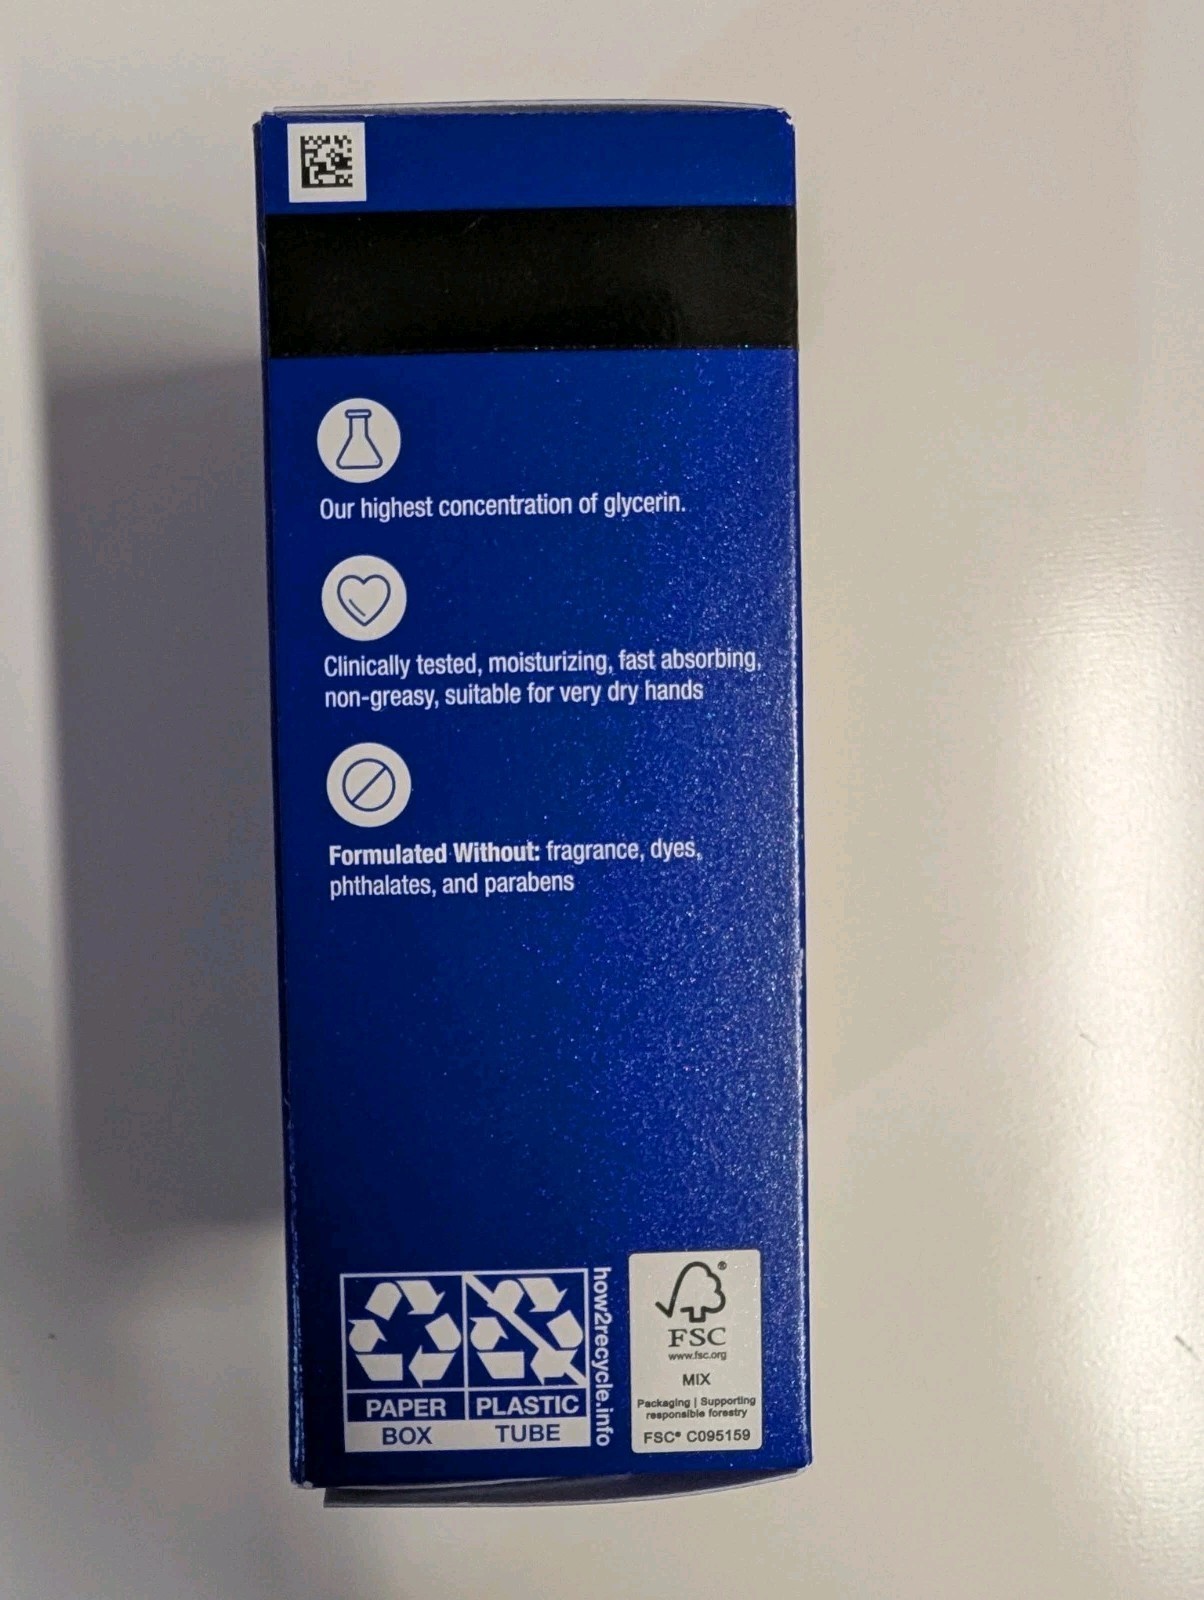 Our highest concentration of glycerin.
Clinically tested, moisturizing, fast absorbing,
non-greasy, suitable for very dry hands
Formulated Without: fragrance, dyes,
phthalates, and parabens
PAPER
BOX
PLASTIC
TUBE
how2recycle.info
®
FSC
www.fsc.org
MIX
Packaging | Supporting
responsible forestry
FSC® C095159